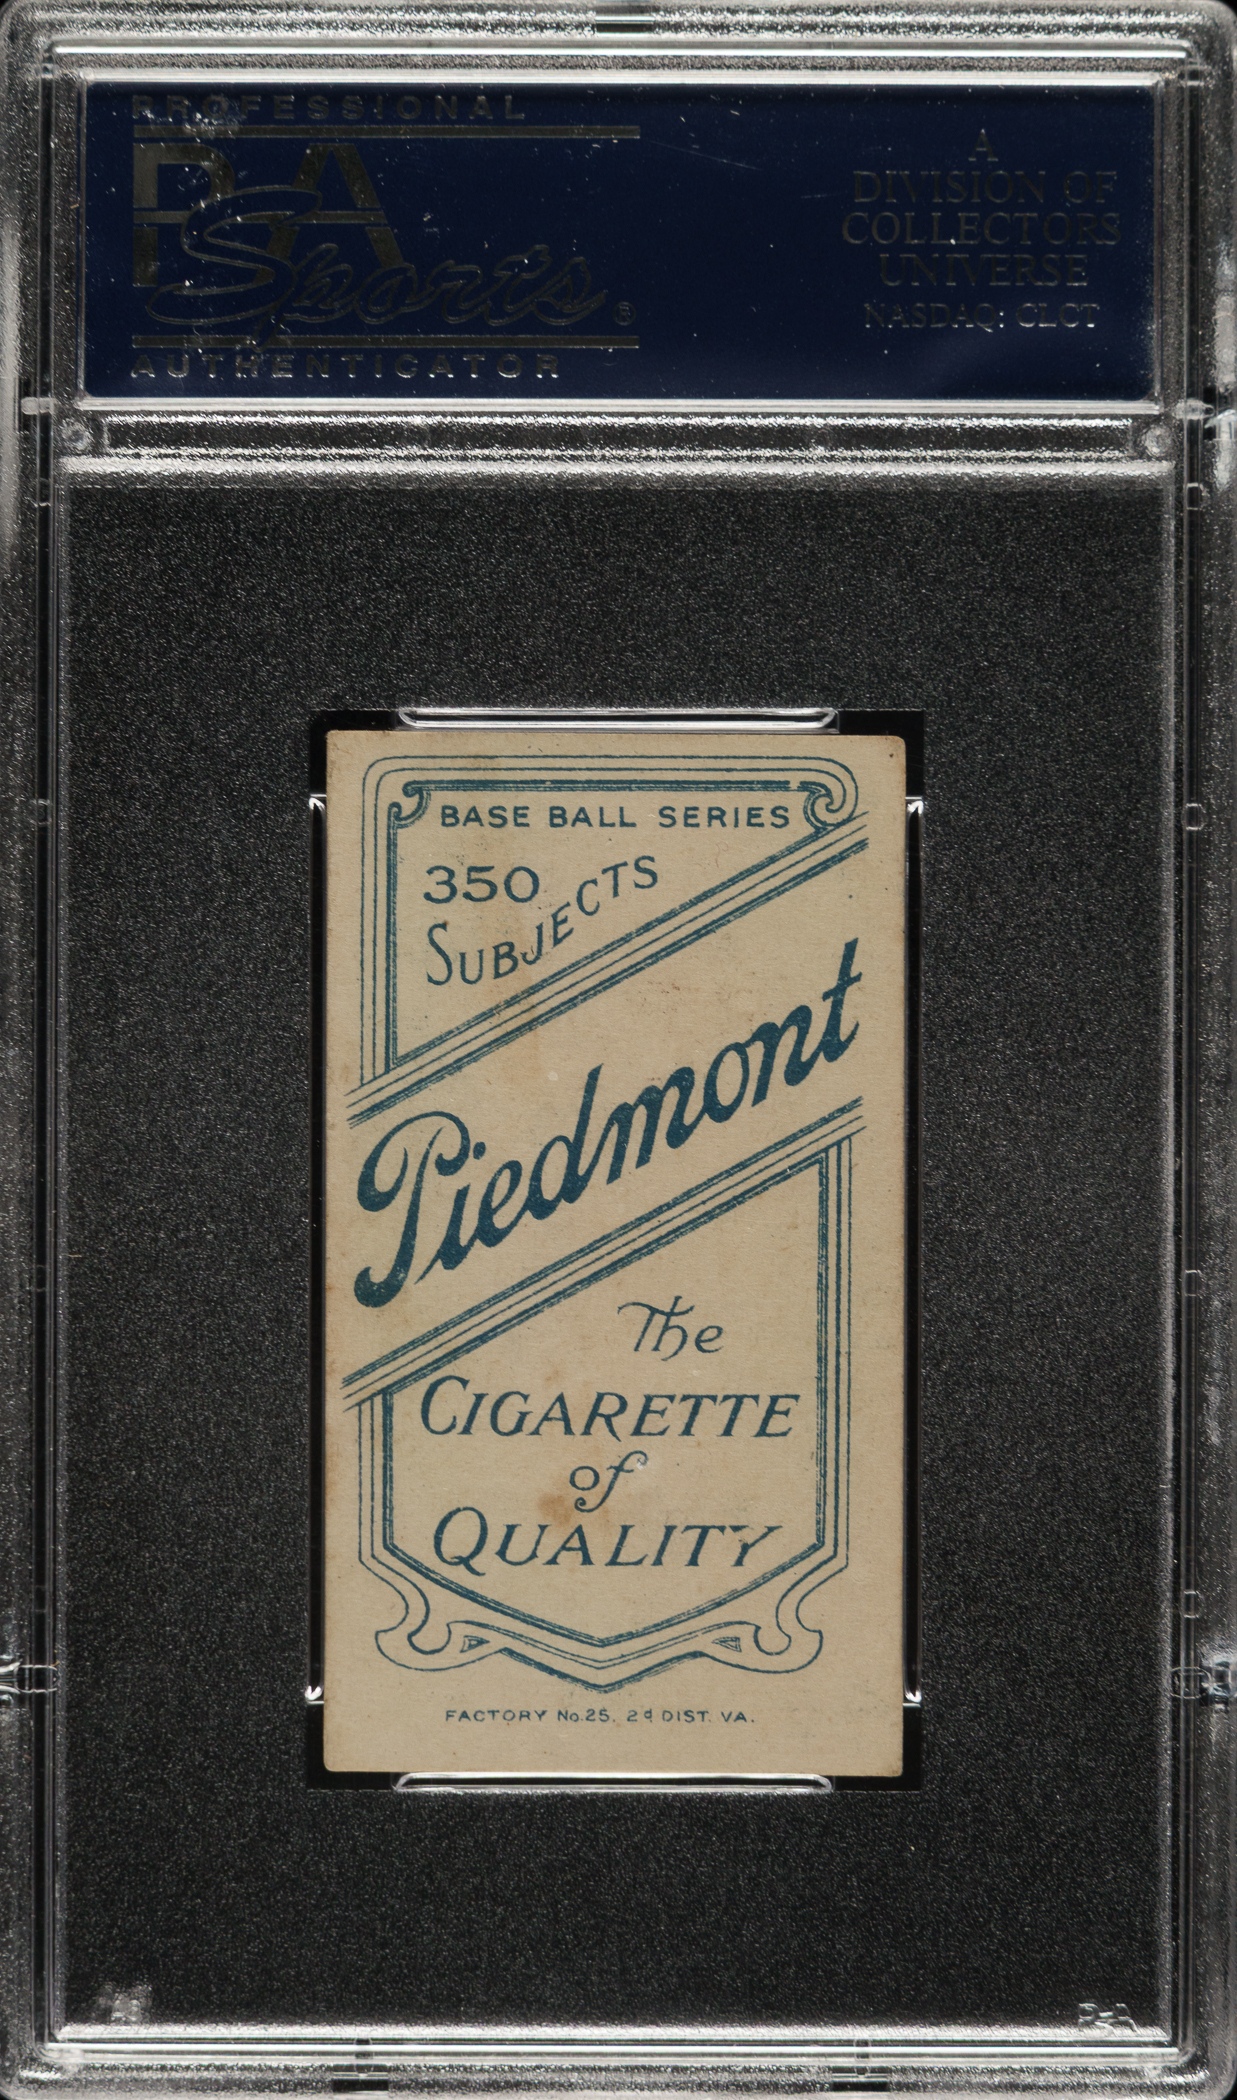 PROFESSIONAL
PSA
Sports®
AUTHENTICATOR
A
DIVISION OF
COLLECTORS
UNIVERSE
NASDAQ: CLCT
BASE BALL SERIES
350
SUBJECTS
Piedmont
The
CIGARETTE
of
QUALITY
FACTORY No. 25. 2d DIST. VA.
PSA